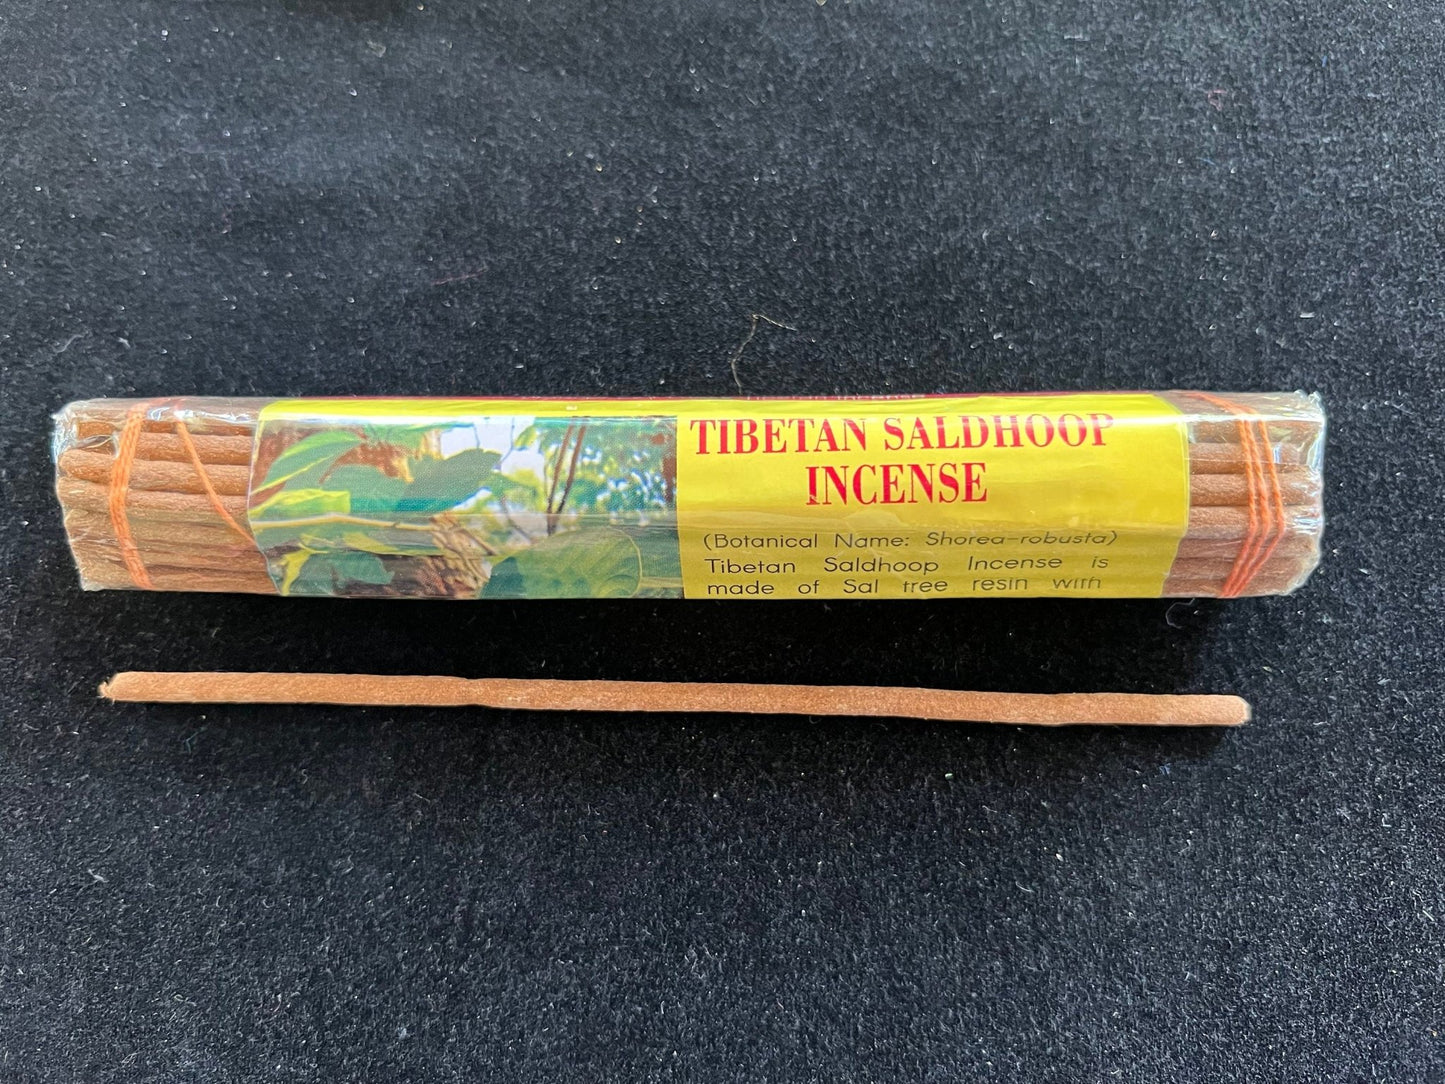 TIBETAN SALDHOOP
INCENSE
(Botanical Name: Shorea-robusta)
Tibetan Saldhoop Incense is
made of Sal tree resin with